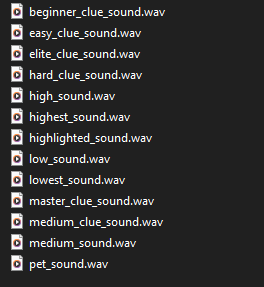 beginner_clue_sound.wav
easy_clue_sound.wav
elite_clue_sound.wav
hard_clue_sound.wav
high_sound.wav
highest_sound.wav
highlighted_sound.wav
low_sound.wav
lowest_sound.wav
master_clue_sound.wav
medium_clue_sound.wav
medium_sound.wav
pet_sound.wav